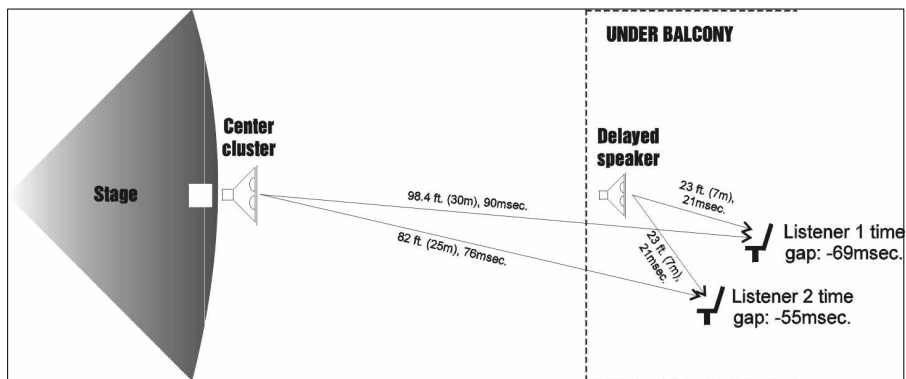 UNDER BALCONY
Center
cluster
Delayed
speaker
Stage
98.4 ft. (30m), 90msec.
23 ft. (7m),
21msec.
82 ft. (25m), 76msec.
23 ft. (7m),
21msec.
Listener 1 time
gap: -69msec.
Listener 2 time
gap: -55msec.